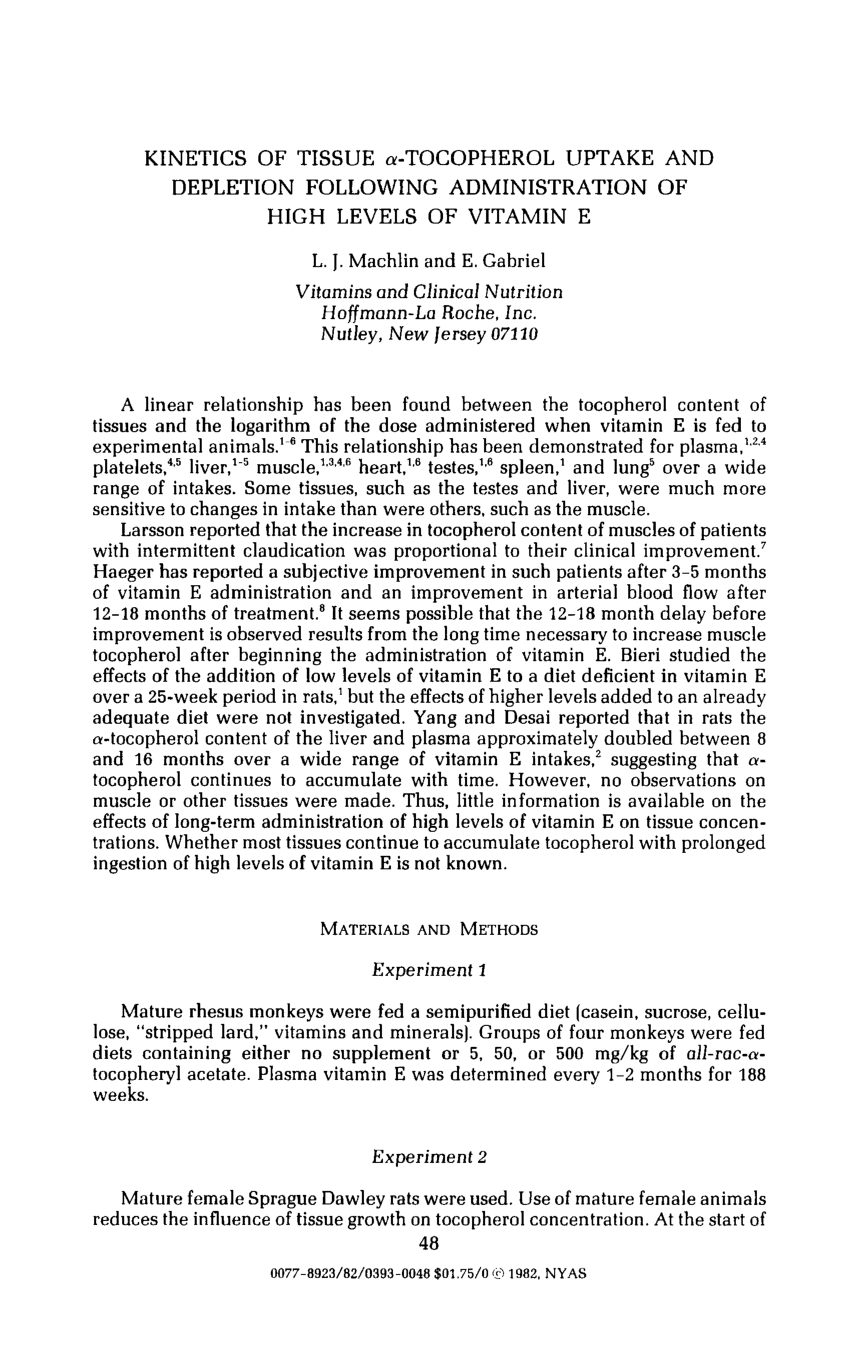 KINETICS OF TISSUE α-TOCOPHEROL UPTAKE AND
DEPLETION FOLLOWING ADMINISTRATION OF
HIGH LEVELS OF VITAMIN E
L. J. Machlin and E. Gabriel
Vitamins and Clinical Nutrition
Hoffmann-La Roche, Inc.
Nutley, New Jersey 07110
A linear relationship has been found between the tocopherol content of
tissues and the logarithm of the dose administered when vitamin E is fed to
experimental animals.¹⁻⁶ This relationship has been demonstrated for plasma,¹,²,⁴
platelets,⁴,⁵ liver,¹⁻⁵ muscle,¹,³,⁴,⁶ heart,¹,⁶ testes,¹,⁶ spleen,¹ and lung⁵ over a wide
range of intakes. Some tissues, such as the testes and liver, were much more
sensitive to changes in intake than were others, such as the muscle.
Larsson reported that the increase in tocopherol content of muscles of patients
with intermittent claudication was proportional to their clinical improvement.⁷
Haeger has reported a subjective improvement in such patients after 3-5 months
of vitamin E administration and an improvement in arterial blood flow after
12-18 months of treatment.⁸ It seems possible that the 12-18 month delay before
improvement is observed results from the long time necessary to increase muscle
tocopherol after beginning the administration of vitamin E. Bieri studied the
effects of the addition of low levels of vitamin E to a diet deficient in vitamin E
over a 25-week period in rats,¹ but the effects of higher levels added to an already
adequate diet were not investigated. Yang and Desai reported that in rats the
α-tocopherol content of the liver and plasma approximately doubled between 8
and 16 months over a wide range of vitamin E intakes,² suggesting that α-
tocopherol continues to accumulate with time. However, no observations on
muscle or other tissues were made. Thus, little information is available on the
effects of long-term administration of high levels of vitamin E on tissue concen-
trations. Whether most tissues continue to accumulate tocopherol with prolonged
ingestion of high levels of vitamin E is not known.
MATERIALS AND METHODS
Experiment 1
Mature rhesus monkeys were fed a semipurified diet (casein, sucrose, cellu-
lose, "stripped lard," vitamins and minerals). Groups of four monkeys were fed
diets containing either no supplement or 5, 50, or 500 mg/kg of all-rac-α-
tocopheryl acetate. Plasma vitamin E was determined every 1-2 months for 188
weeks.
Experiment 2
Mature female Sprague Dawley rats were used. Use of mature female animals
reduces the influence of tissue growth on tocopherol concentration. At the start of
48
0077-8923/82/0393-0048 $01.75/0 © 1982, NYAS